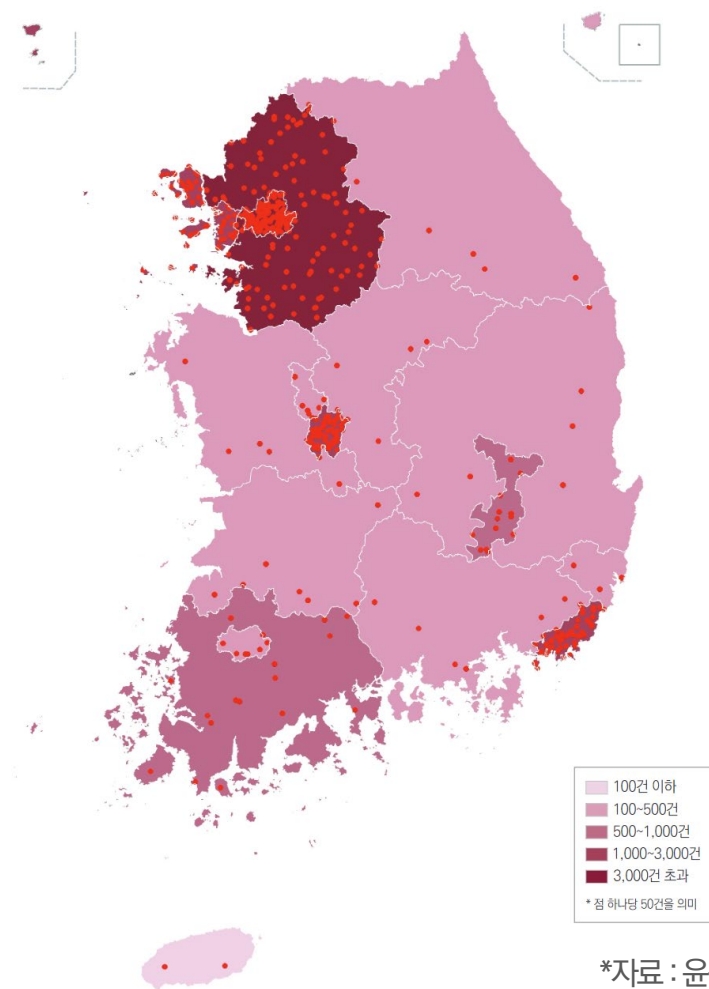 100건 이하
100~500건
500~1,000건
1,000~3,000건
3,000건 초과
* 점 하나당 50건을 의미
*자료 : 윤